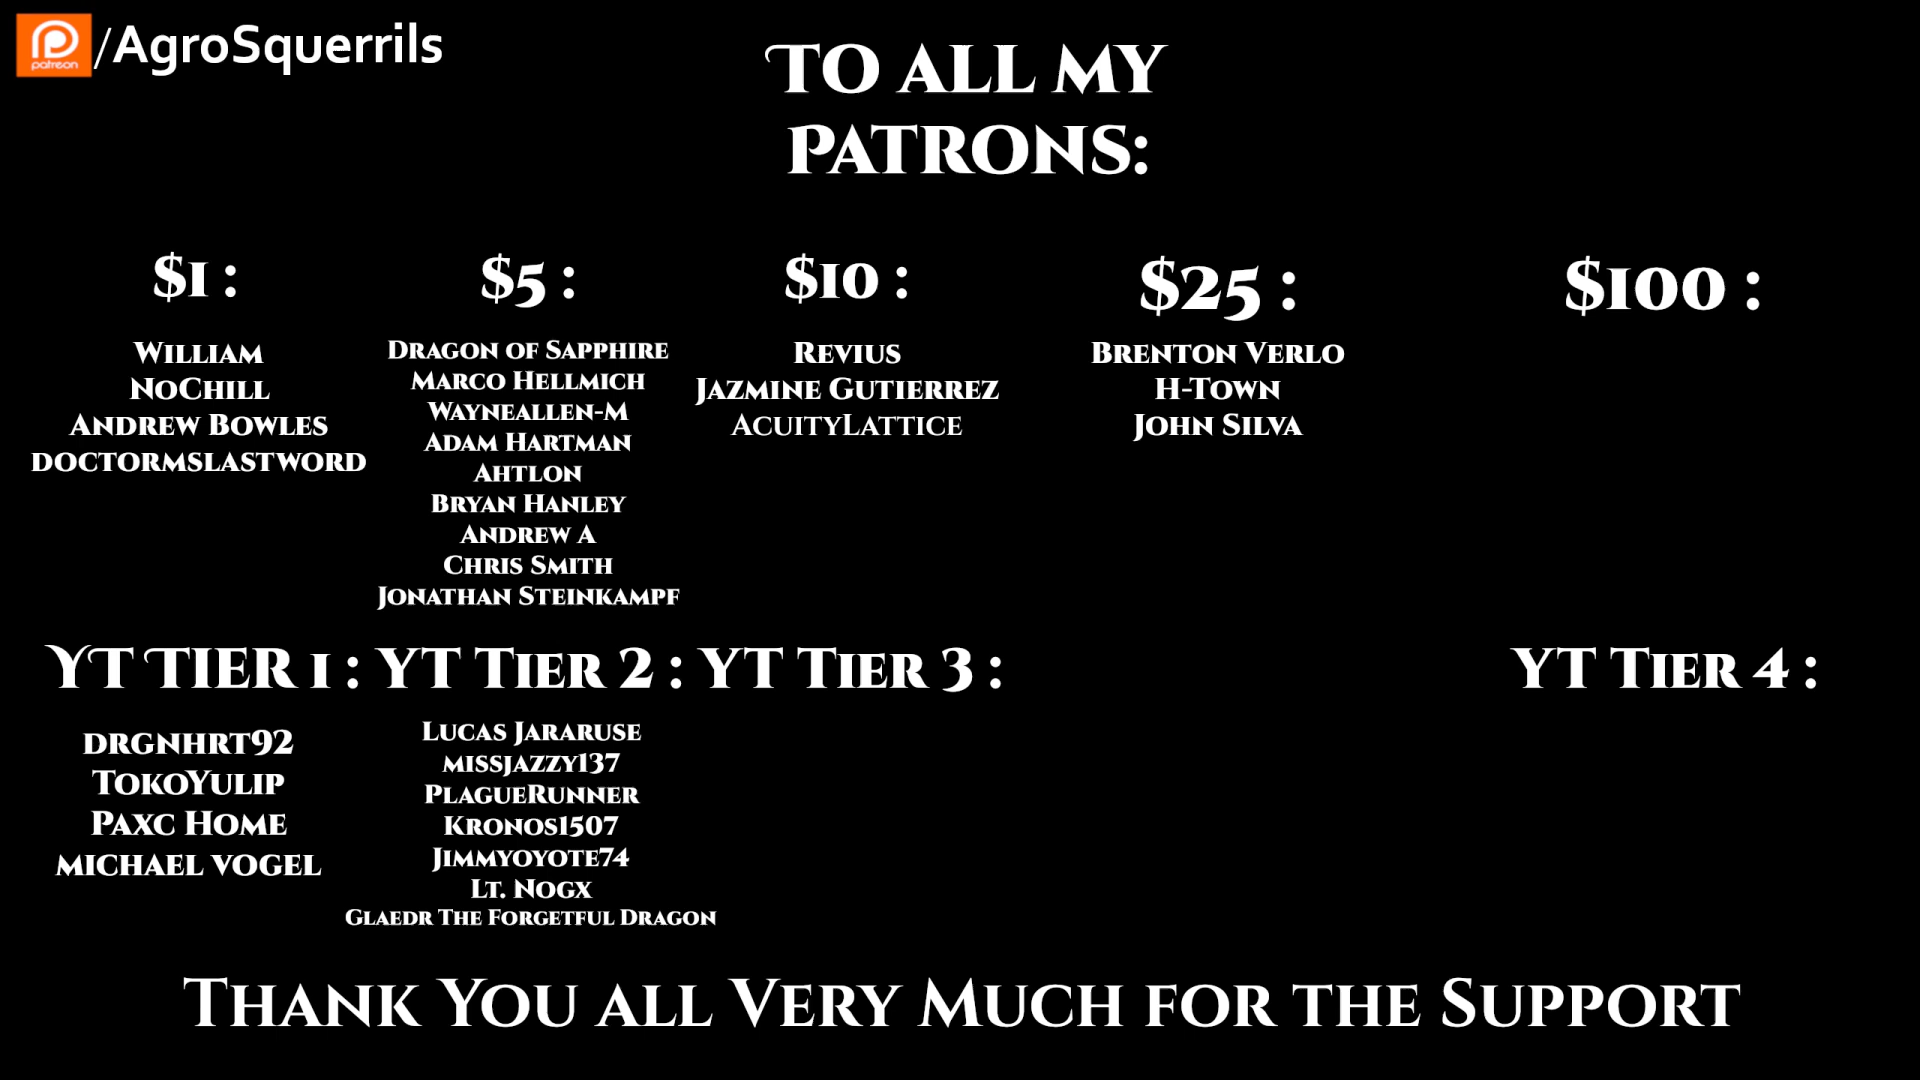 patreon
/AgroSquerrils
To all my
Patrons:
$1 :
William
NoChill
Andrew Bowles
doctormslastword
$5 :
Dragon of Sapphire
Marco Hellmich
Wayneallen-M
Adam Hartman
Ahtlon
Bryan Hanley
Andrew A
Chris Smith
Jonathan Steinkampf
$10 :
Revius
Jazmine Gutierrez
AcuityLattice
$25 :
Brenton Verlo
H-Town
John Silva
$100 :
YT Tier 1 :
drgnhrt92
TokoYulip
Paxc Home
michael vogel
YT Tier 2 :
Lucas Jararuse
missjazzy137
PlagueRunner
Kronos1507
Jimmyoyote74
Lt. Nogx
Glaedr The Forgetful Dragon
YT Tier 3 :
YT Tier 4 :
Thank You all Very Much for the Support